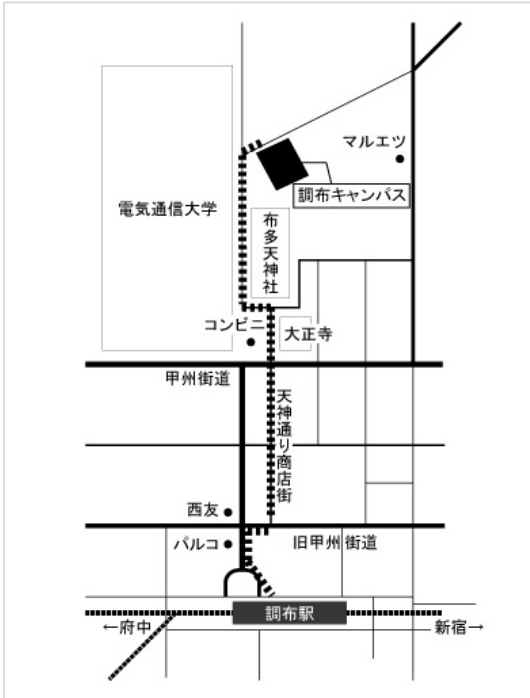 マルエツ
調布キャンパス
電気通信大学
布多天神社
コンビニ
大正寺
甲州街道
天神通り商店街
西友
パルコ
旧甲州街道
調布駅
←府中
新宿→